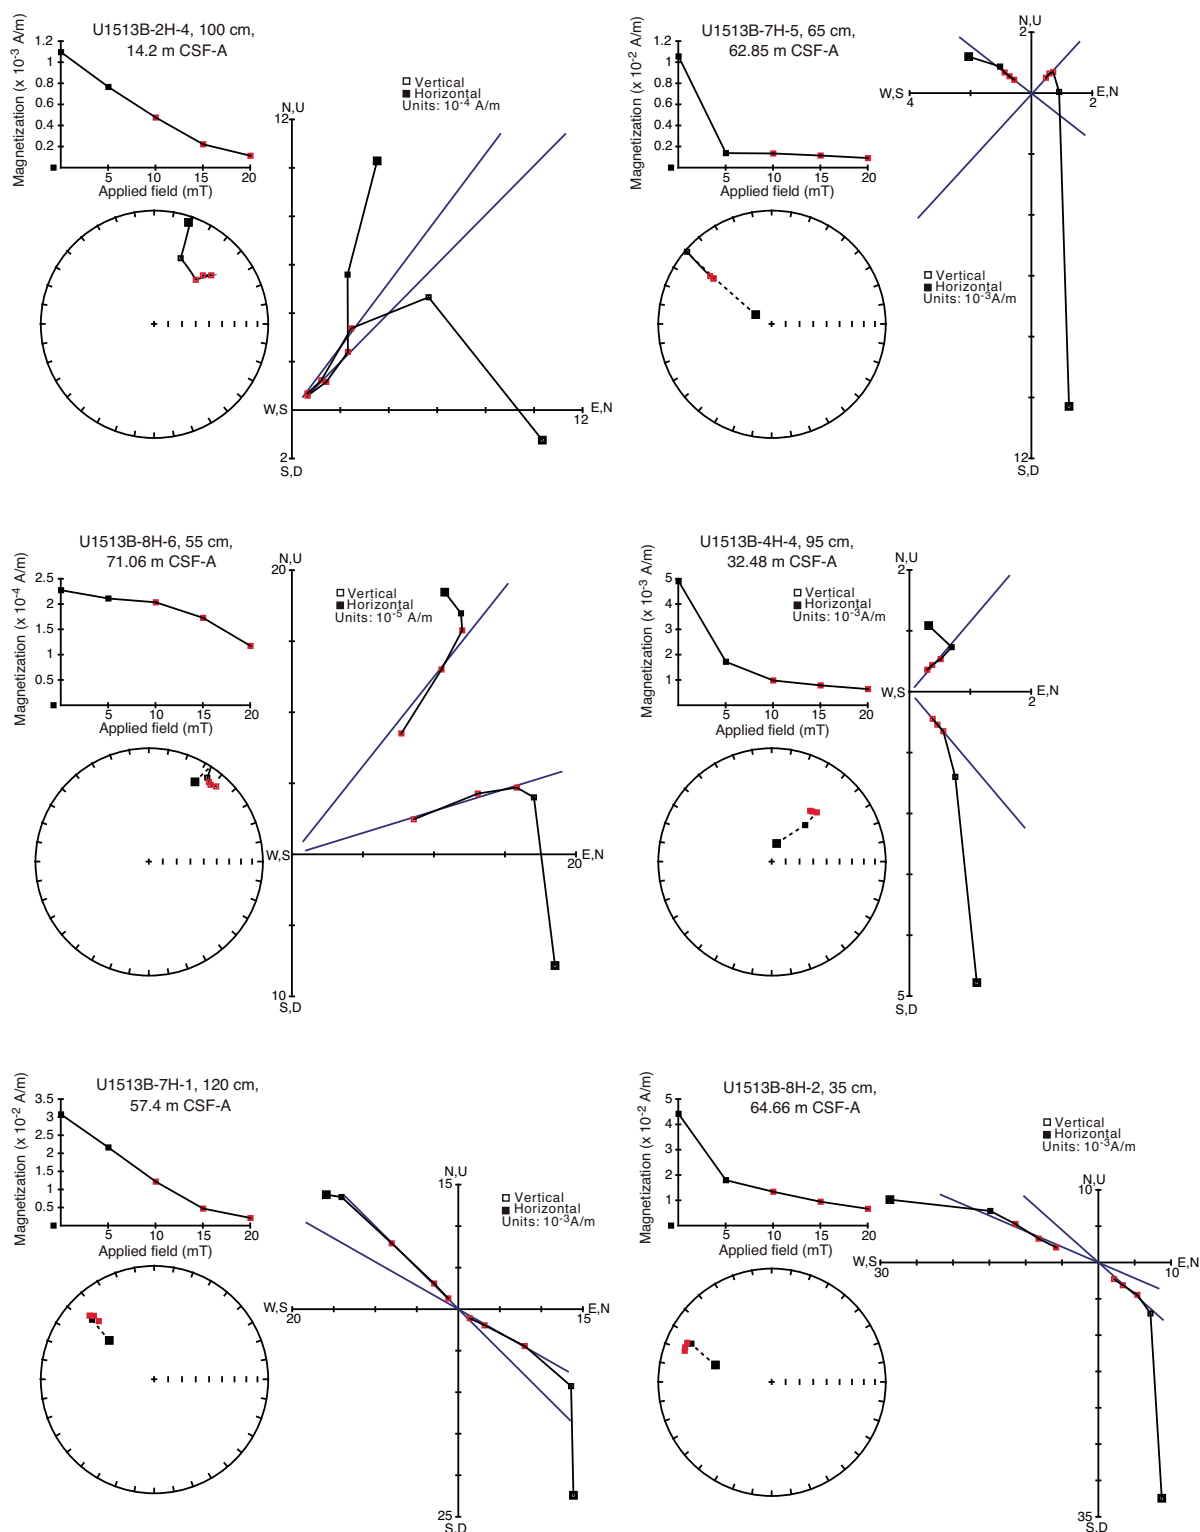 U1513B-2H-4, 100 cm,
14.2 m CSF-A
Magnetization (x 10-3 A/m)
1.2
1
0.8
0.6
0.4
0.2
5
10
15
20
Applied field (mT)
Vertical
Horizontal
Units: 10-4 A/m
N,U
12
W,S
E,N
12
2
S,D
U1513B-7H-5, 65 cm,
62.85 m CSF-A
Magnetization (x 10-2 A/m)
1.2
1
0.8
0.6
0.4
0.2
5
10
15
20
Applied field (mT)
N,U
2
W,S
4
E,N
2
Vertical
Horizontal
Units: 10-3A/m
12
S,D
U1513B-8H-6, 55 cm,
71.06 m CSF-A
Magnetization (x 10-4 A/m)
2.5
2
1.5
1
0.5
5
10
15
20
Applied field (mT)
N,U
20
Vertical
Horizontal
Units: 10-5 A/m
W,S
E,N
20
10
S,D
U1513B-4H-4, 95 cm,
32.48 m CSF-A
Magnetization (x 10-3 A/m)
5
4
3
2
1
5
10
15
20
Applied field (mT)
Vertical
Horizontal
Units: 10-3A/m
N,U
2
W,S
E,N
2
5
S,D
U1513B-7H-1, 120 cm,
57.4 m CSF-A
Magnetization (x 10-2 A/m)
3.5
3
2.5
2
1.5
1
0.5
5
10
15
20
Applied field (mT)
N,U
15
Vertical
Horizontal
Units: 10-3A/m
W,S
20
E,N
15
25
S,D
U1513B-8H-2, 35 cm,
64.66 m CSF-A
Magnetization (x 10-2 A/m)
5
4
3
2
1
5
10
15
20
Applied field (mT)
Vertical
Horizontal
Units: 10-3A/m
N,U
10
W,S
30
E,N
10
35
S,D